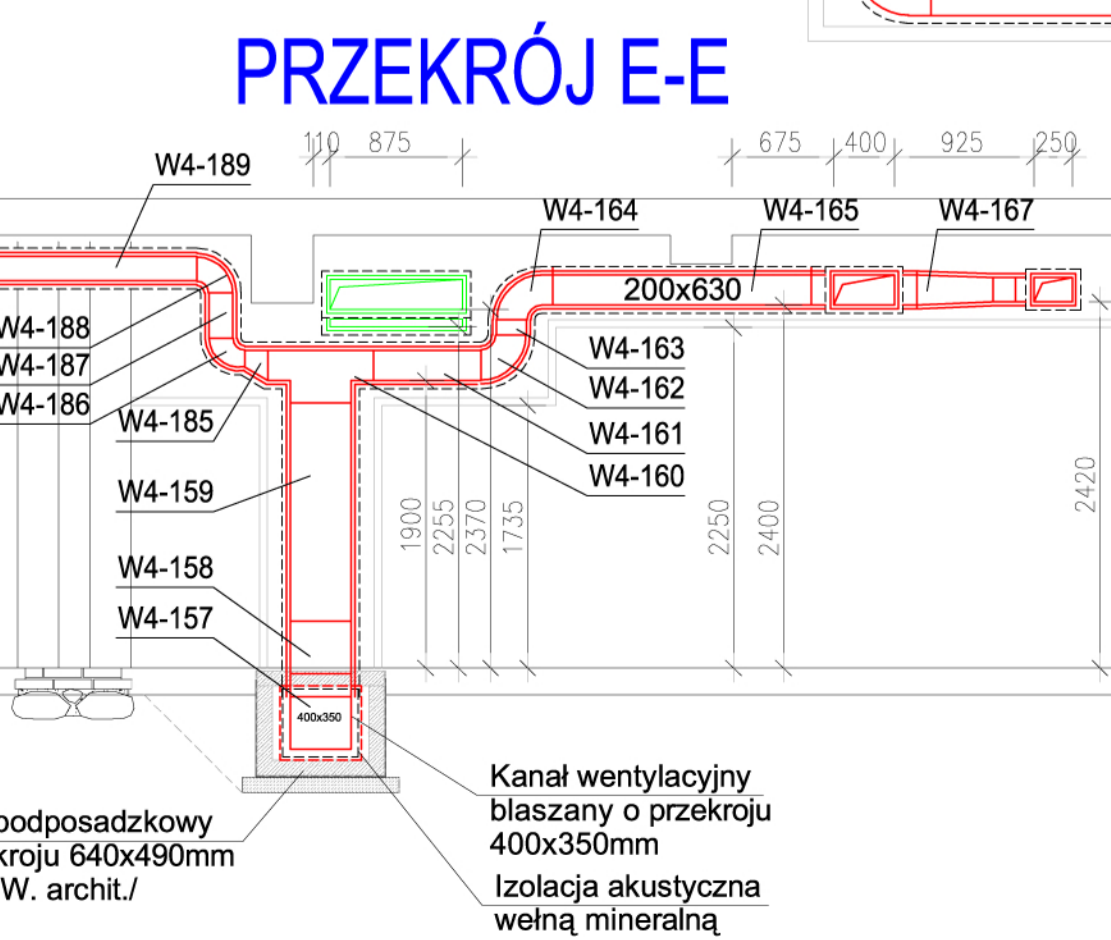 PRZEKRÓJ E-E
110
875
675
400
925
250
W4-189
W4-164
W4-165
W4-167
200x630
W4-188
W4-187
W4-186
W4-185
W4-163
W4-162
W4-161
W4-160
W4-159
W4-158
W4-157
1900
2255
2370
1735
2250
2400
2420
400x350
podposadzkowy
kroju 640x490mm
W. archit./
Kanał wentylacyjny
blaszany o przekroju
400x350mm
Izolacja akustyczna
wełną mineralną